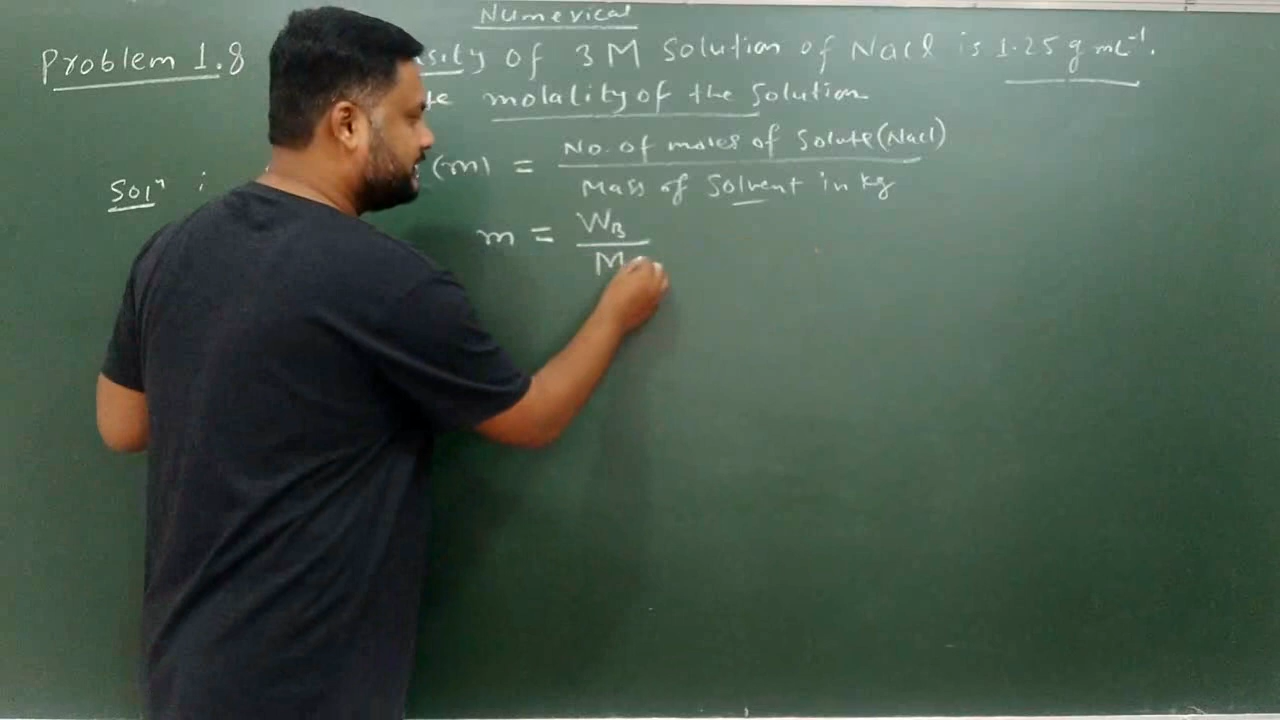 Numerical
Problem 1.8 sity of 3 M solution of Nacl is 1.25 g mL⁻¹.
te molality of the solution
Solⁿ : (m) = No. of moles of solute (Nacl)
Mass of solvent in kg
m = W_B
M